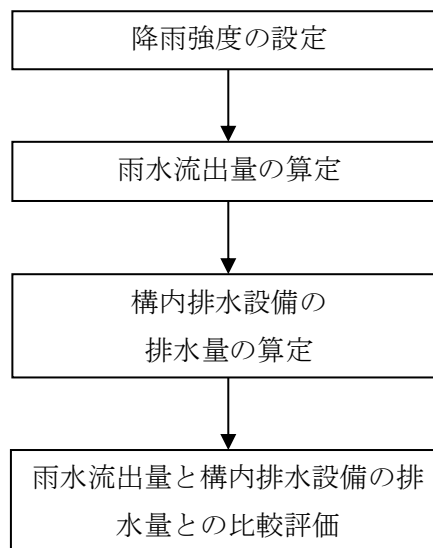 降雨強度の設定
雨水流出量の算定
構内排水設備の
排水量の算定
雨水流出量と構内排水設備の排
水量との比較評価